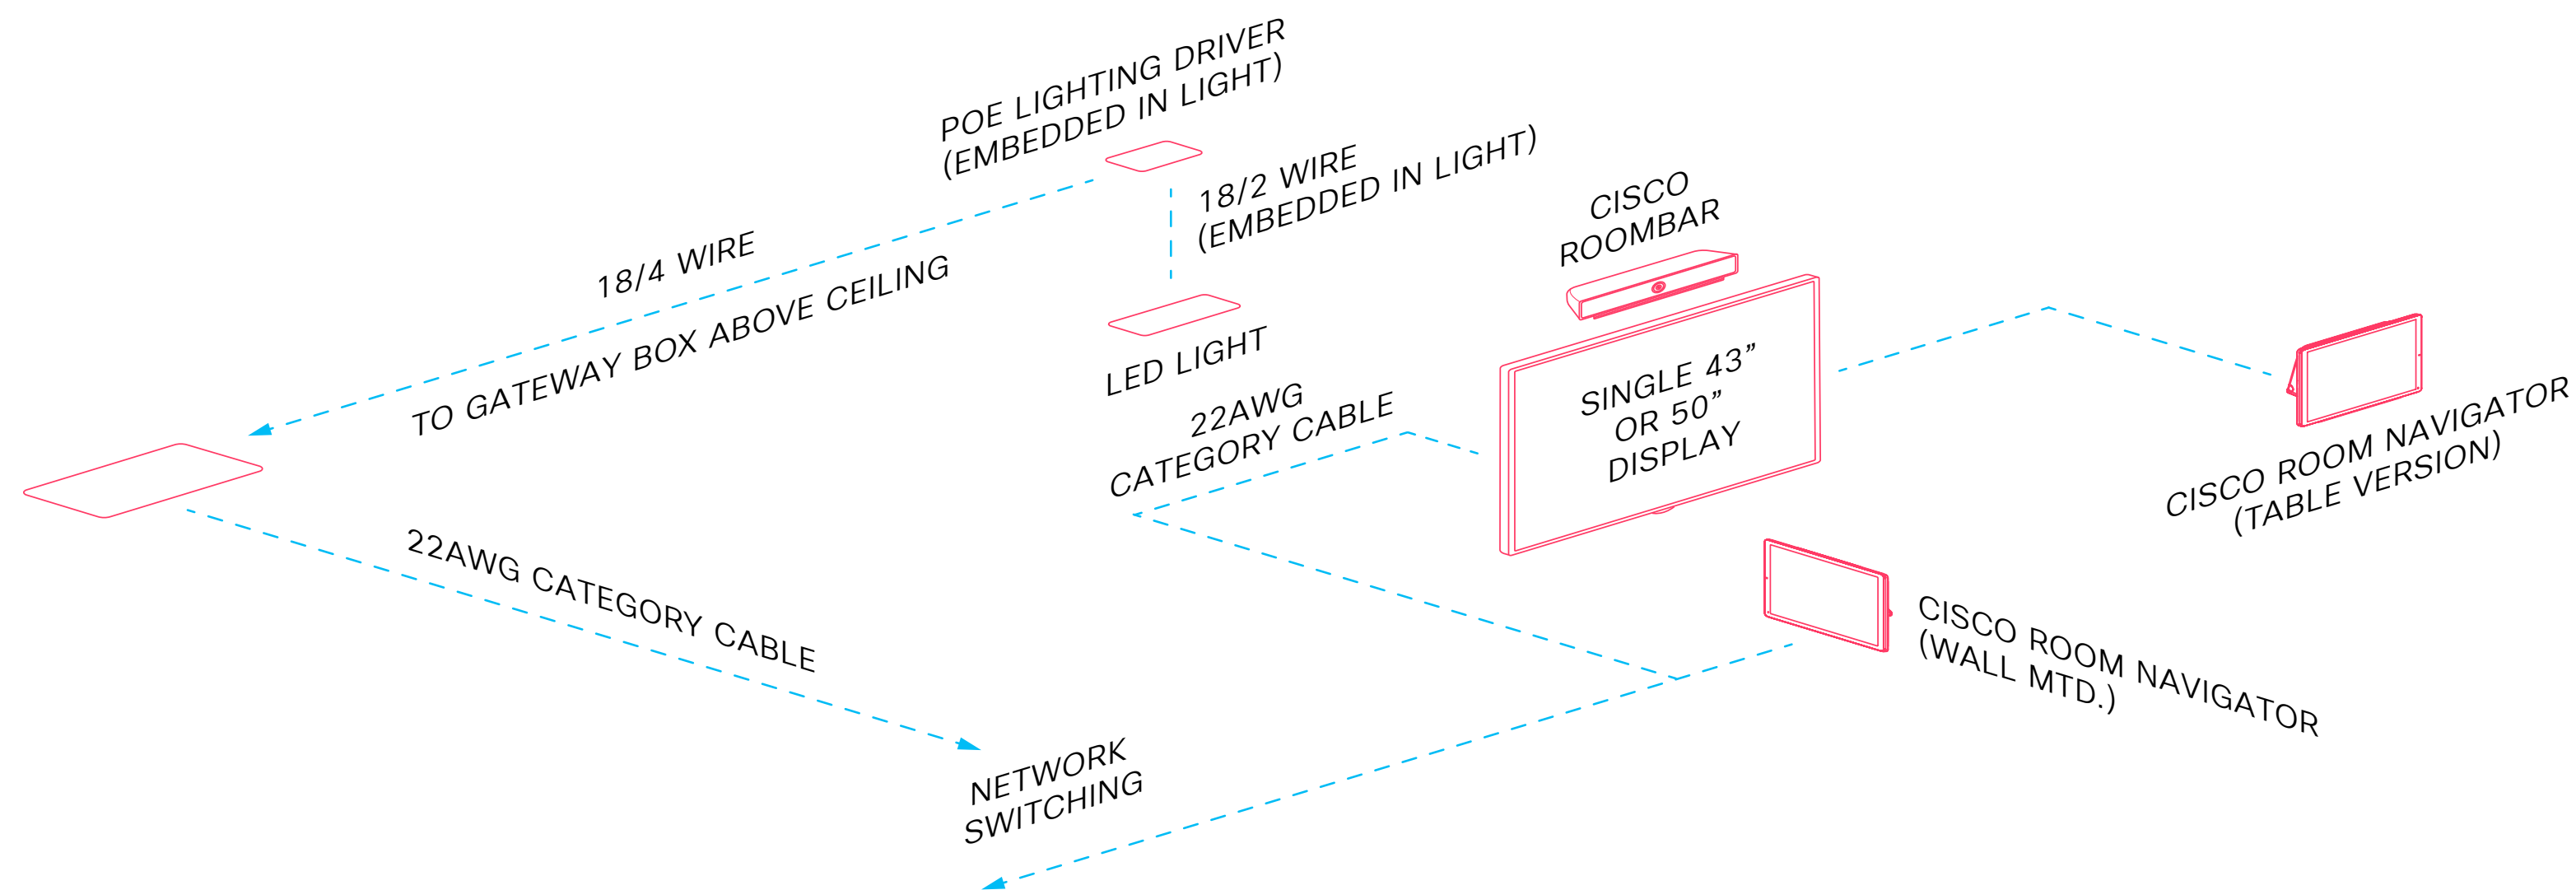 POE LIGHTING DRIVER
(EMBEDDED IN LIGHT)
18/2 WIRE
(EMBEDDED IN LIGHT)
CISCO
ROOMBAR
18/4 WIRE
TO GATEWAY BOX ABOVE CEILING
LED LIGHT
22AWG
CATEGORY CABLE
SINGLE 43”
OR 50”
DISPLAY
CISCO ROOM NAVIGATOR
(TABLE VERSION)
22AWG CATEGORY CABLE
CISCO ROOM NAVIGATOR
(WALL MTD.)
NETWORK
SWITCHING